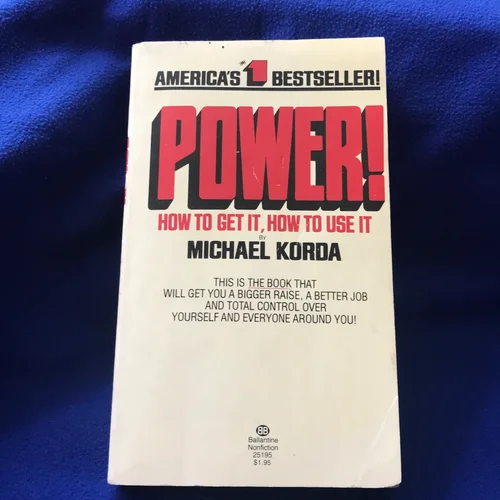 AMERICA'S #1 BESTSELLER!
POWER!
HOW TO GET IT, HOW TO USE IT
BY
MICHAEL KORDA
THIS IS THE BOOK THAT
WILL GET YOU A BIGGER RAISE, A BETTER JOB
AND TOTAL CONTROL OVER
YOURSELF AND EVERYONE AROUND YOU!
BB
Ballantine
Nonfiction
25195
$1.95